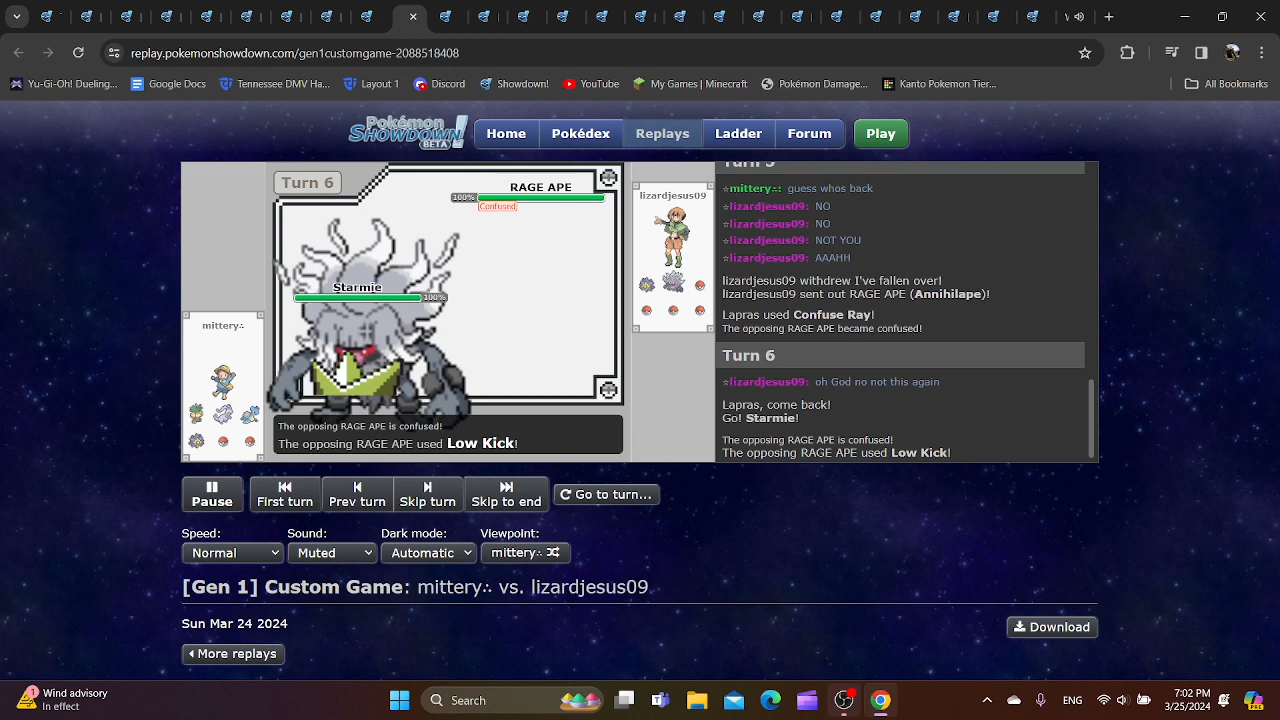 replay.pokemonshowdown.com/gen1customgame-2088518408
Yu-Gi-Oh! Dueling...
Google Docs
Tennessee DMV Ha...
Layout 1
Discord
Showdown!
YouTube
My Games | Minecraft
Pokémon Damage...
Kanto Pokemon Tier...
All Bookmarks
Pokémon
SHOWDOWN!
BETA
Home
Pokédex
Replays
Ladder
Forum
Play
Turn 6
RAGE APE
100%
Confused
Starmie
100%
mittery∴
The opposing RAGE APE is confused!
The opposing RAGE APE used Low Kick!
lizardjesus09
Turn 5
☆mittery∴: guess whos back
☆lizardjesus09: NO
☆lizardjesus09: NO
☆lizardjesus09: NOT YOU
☆lizardjesus09: AAAHH
lizardjesus09 withdrew I've fallen over!
lizardjesus09 sent out RAGE APE (Annihilape)!
Lapras used Confuse Ray!
The opposing RAGE APE became confused!
Turn 6
☆lizardjesus09: oh God no not this again
Lapras, come back!
Go! Starmie!
The opposing RAGE APE is confused!
The opposing RAGE APE used Low Kick!
Pause
First turn
Prev turn
Skip turn
Skip to end
Go to turn...
Speed:
Sound:
Dark mode:
Viewpoint:
Normal
Muted
Automatic
mittery∴
[Gen 1] Custom Game: mittery∴ vs. lizardjesus09
Sun Mar 24 2024
Download
More replays
1
Wind advisory
In effect
Search
ENG
7:02 PM
3/25/2024
PRE